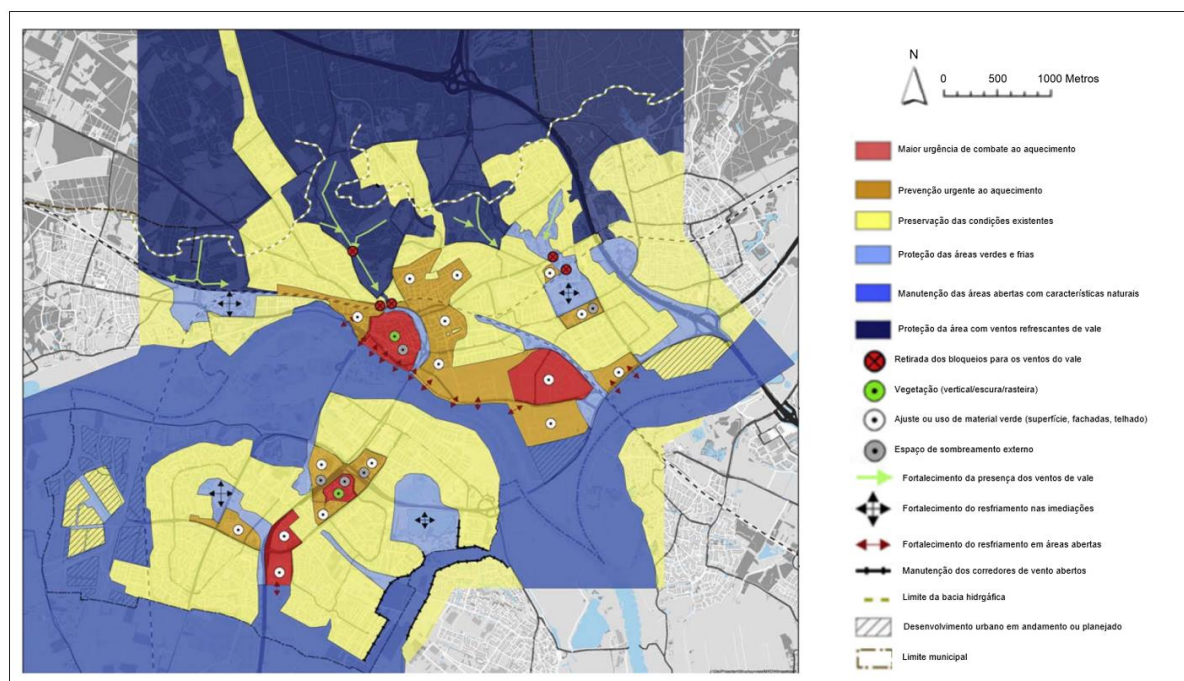 N
0 500 1000 Metros
Maior urgência de combate ao aquecimento
Prevenção urgente ao aquecimento
Preservação das condições existentes
Proteção das áreas verdes e frias
Manutenção das áreas abertas com características naturais
Proteção da área com ventos refrescantes de vale
Retirada dos bloqueios para os ventos do vale
Vegetação (vertical/escura/rasteira)
Ajuste ou uso de material verde (superfície, fachadas, telhado)
Espaço de sombreamento externo
Fortalecimento da presença dos ventos de vale
Fortalecimento do resfriamento nas imediações
Fortalecimento do resfriamento em áreas abertas
Manutenção dos corredores de vento abertos
Limite da bacia hidrgáfica
Desenvolvimento urbano em andamento ou planejado
Limite municipal